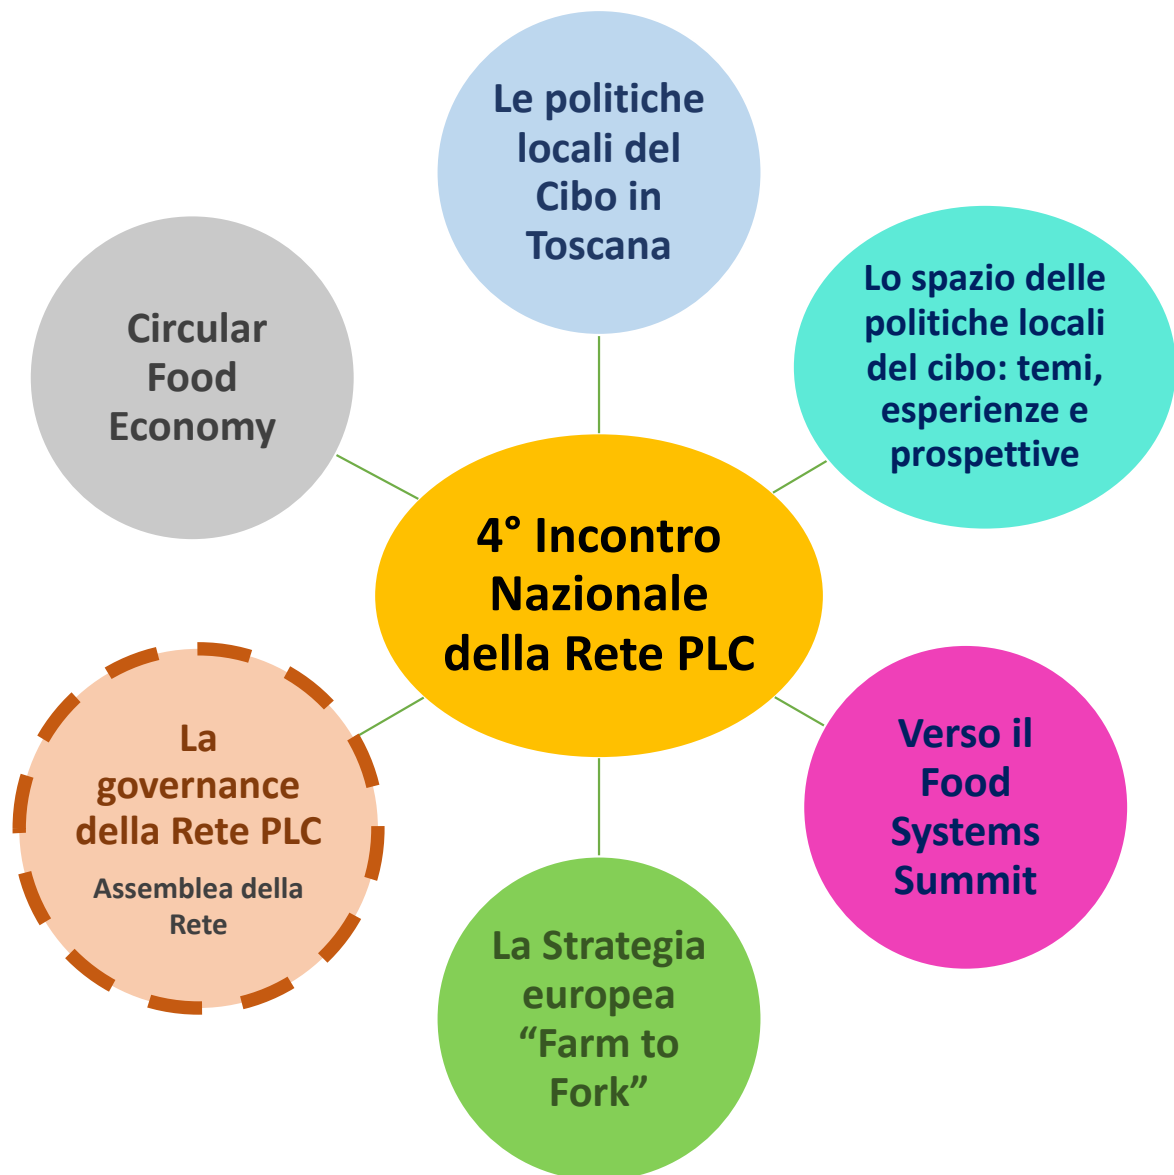 Le politiche
locali del
Cibo in
Toscana
Lo spazio delle
politiche locali
del cibo: temi,
esperienze e
prospettive
Circular
Food
Economy
4° Incontro
Nazionale
della Rete PLC
Verso il
Food
Systems
Summit
La
governance
della Rete PLC
Assemblea della
Rete
La Strategia
europea
“Farm to
Fork”